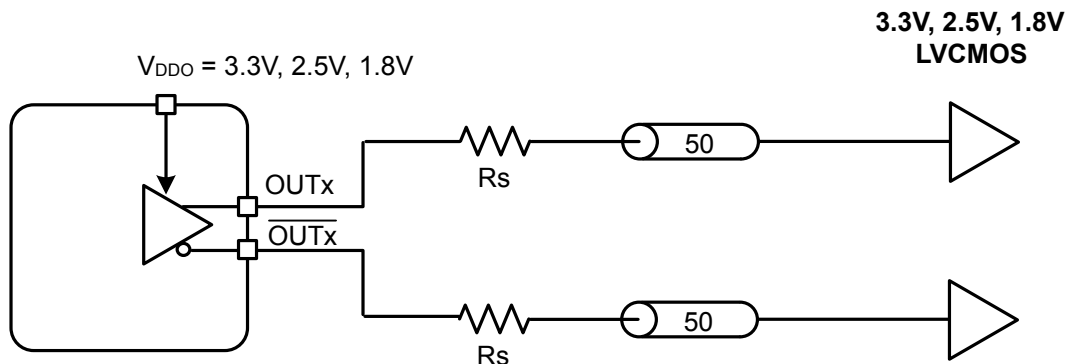 3.3V, 2.5V, 1.8V
LVCMOS
VDDO = 3.3V, 2.5V, 1.8V
50
OUTx
Rs
OUTx
50
Rs